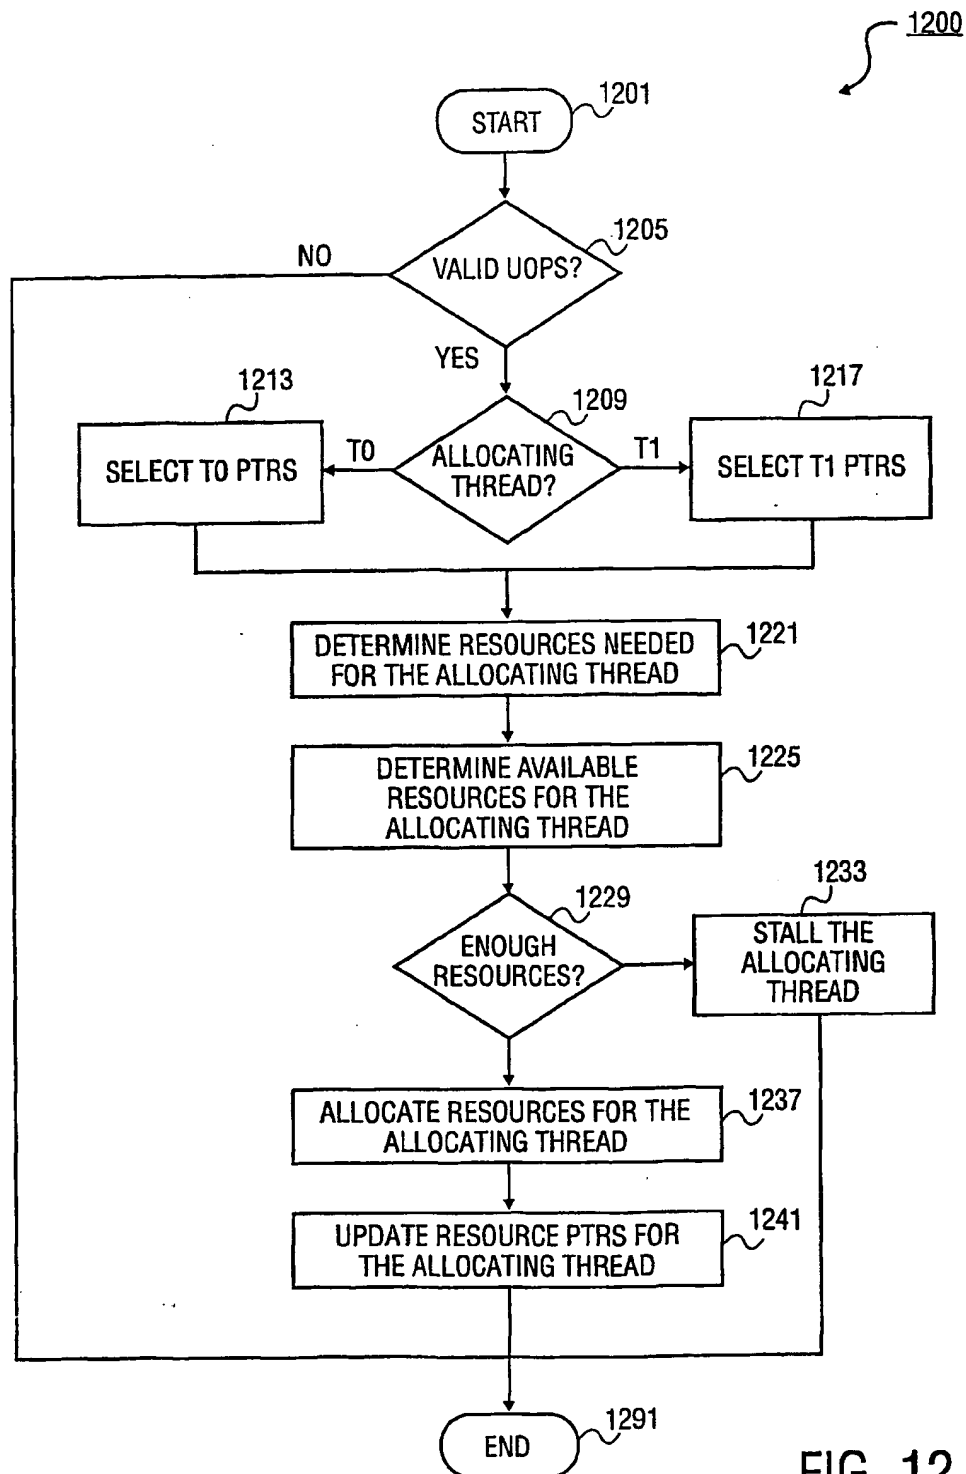 1200
1201
START
1205
NO
VALID UOPS?
YES
1213
1209
1217
T0
ALLOCATING
THREAD?
T1
SELECT T0 PTRS
SELECT T1 PTRS
DETERMINE RESOURCES NEEDED
FOR THE ALLOCATING THREAD
1221
DETERMINE AVAILABLE
RESOURCES FOR THE
ALLOCATING THREAD
1225
1229
ENOUGH
RESOURCES?
1233
STALL THE
ALLOCATING
THREAD
ALLOCATE RESOURCES FOR THE
ALLOCATING THREAD
1237
UPDATE RESOURCE PTRS FOR
THE ALLOCATING THREAD
1241
END
1291
FIG. 12